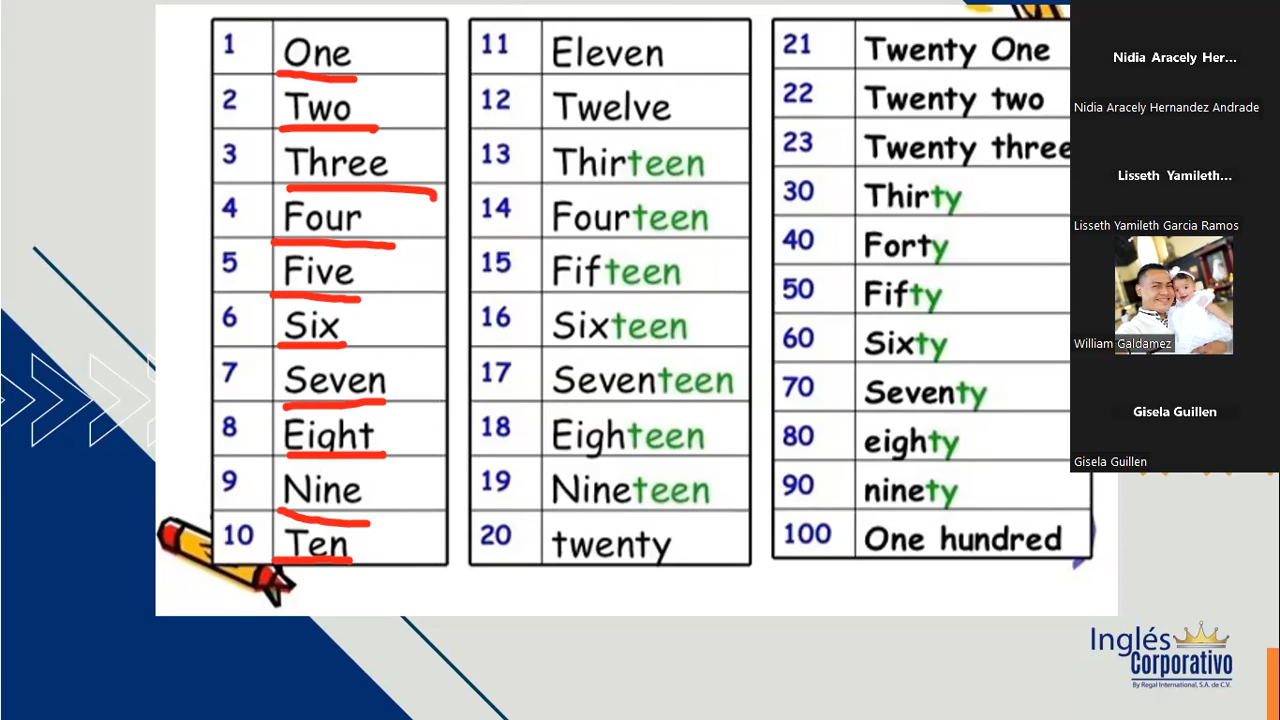 1 One
2 Two
3 Three
4 Four
5 Five
6 Six
7 Seven
8 Eight
9 Nine
10 Ten
11 Eleven
12 Twelve
13 Thirteen
14 Fourteen
15 Fifteen
16 Sixteen
17 Seventeen
18 Eighteen
19 Nineteen
20 twenty
21 Twenty One
22 Twenty two
23 Twenty three
30 Thirty
40 Forty
50 Fifty
60 Sixty
70 Seventy
80 eighty
90 ninety
100 One hundred
Nidia Aracely Her...
Nidia Aracely Hernandez Andrade
Lisseth Yamileth...
Lisseth Yamileth Garcia Ramos
William Galdamez
Gisela Guillen
Gisela Guillen
Inglés
Corporativo
By Regal International, S.A. de C.V.